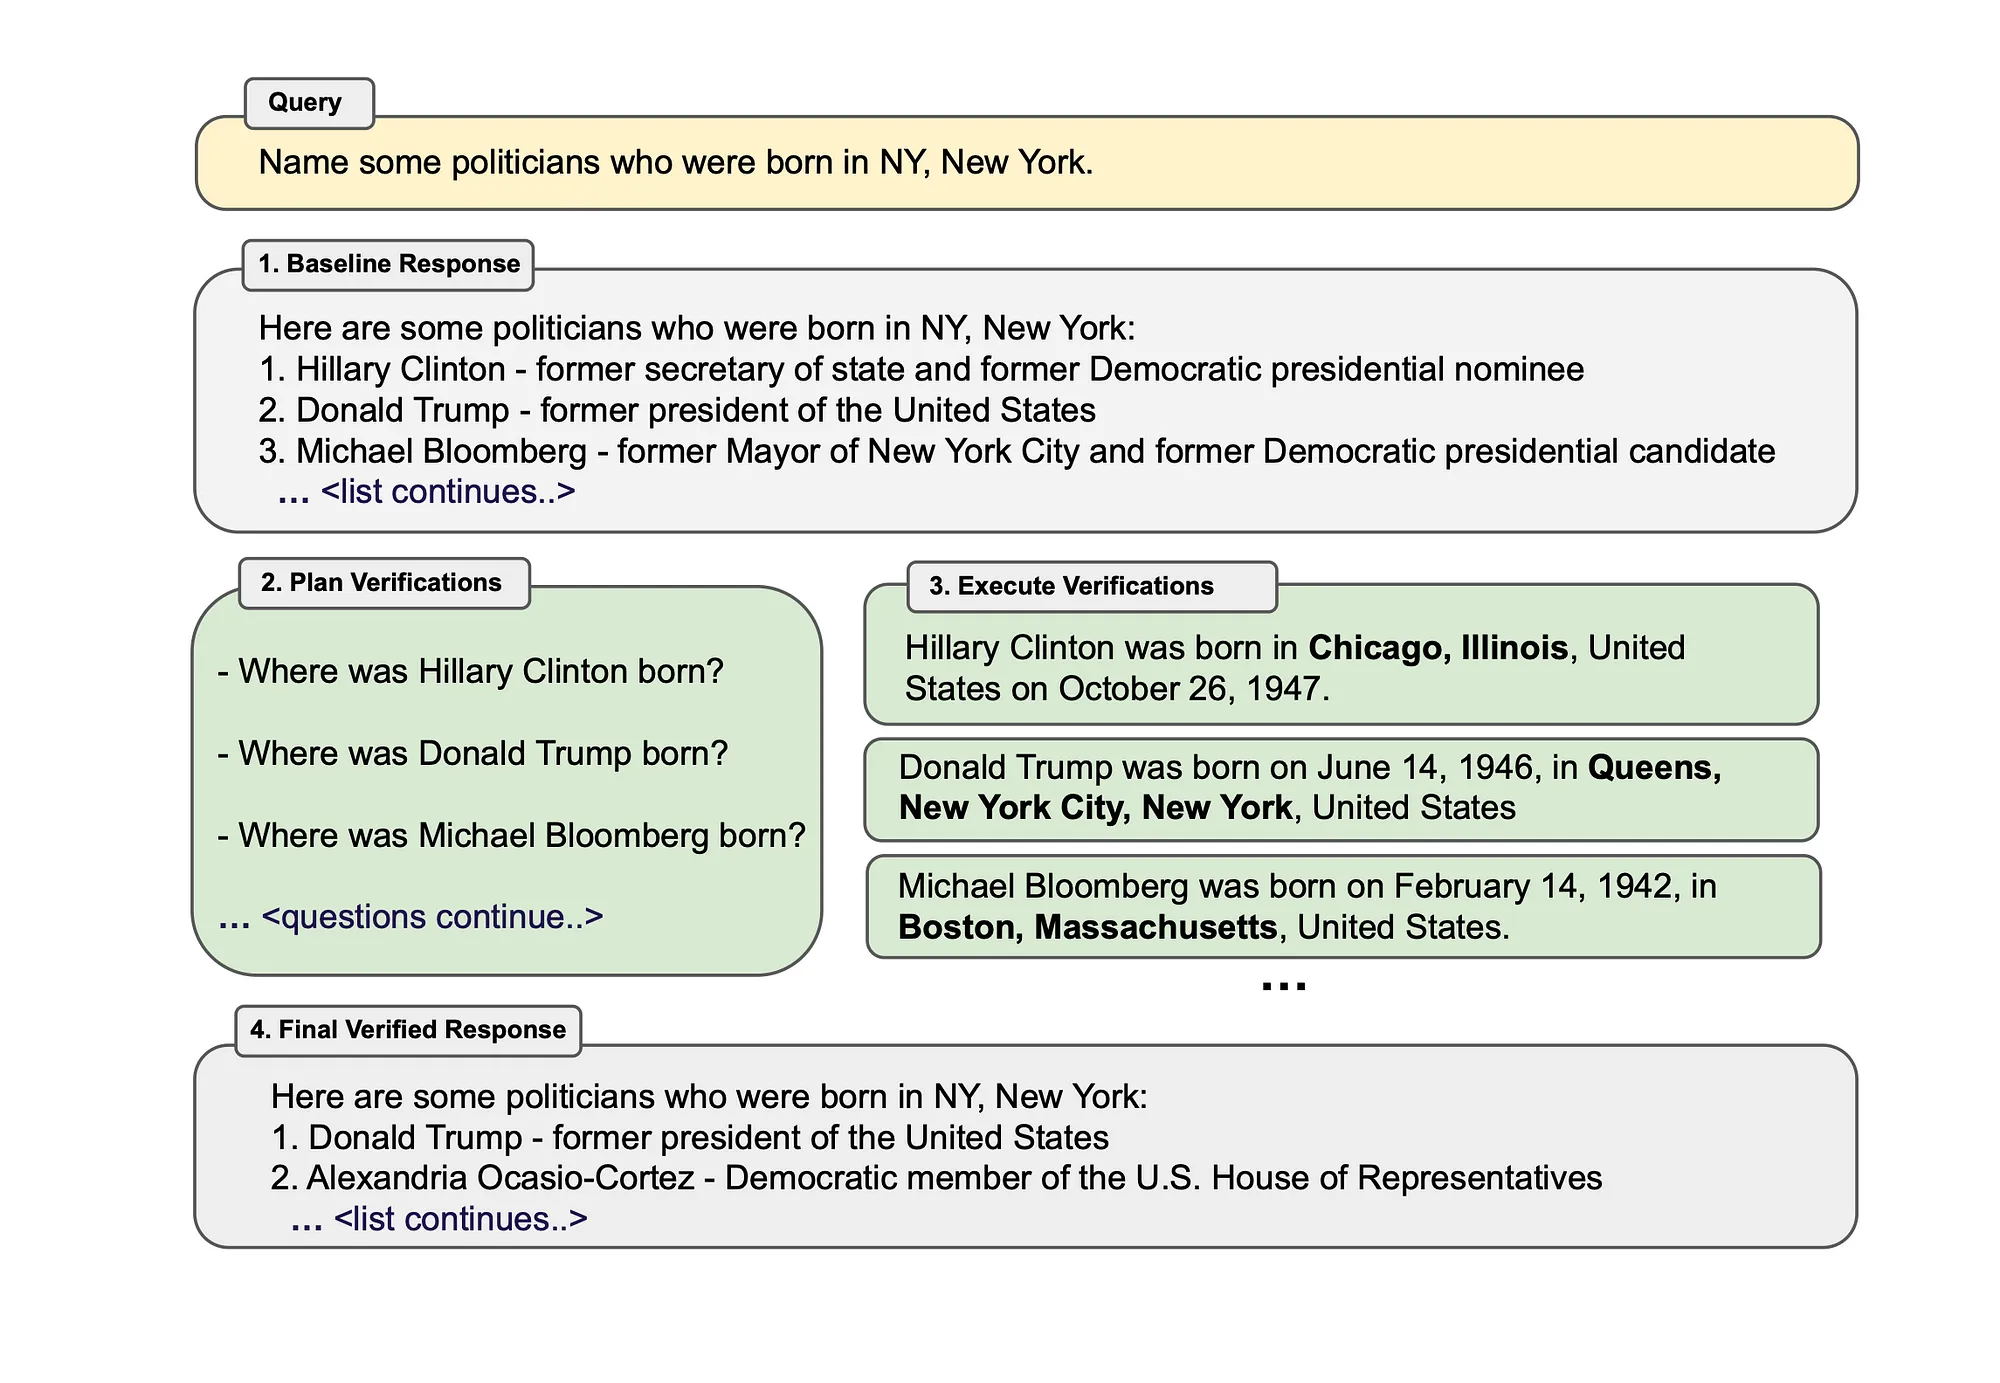 Query
Name some politicians who were born in NY, New York.
1. Baseline Response
Here are some politicians who were born in NY, New York:
1. Hillary Clinton - former secretary of state and former Democratic presidential nominee
2. Donald Trump - former president of the United States
3. Michael Bloomberg - former Mayor of New York City and former Democratic presidential candidate
... <list continues..>
2. Plan Verifications
- Where was Hillary Clinton born?
- Where was Donald Trump born?
- Where was Michael Bloomberg born?
... <questions continue..>
3. Execute Verifications
Hillary Clinton was born in Chicago, Illinois, United
States on October 26, 1947.
Donald Trump was born on June 14, 1946, in Queens,
New York City, New York, United States
Michael Bloomberg was born on February 14, 1942, in
Boston, Massachusetts, United States.
...
4. Final Verified Response
Here are some politicians who were born in NY, New York:
1. Donald Trump - former president of the United States
2. Alexandria Ocasio-Cortez - Democratic member of the U.S. House of Representatives
... <list continues..>